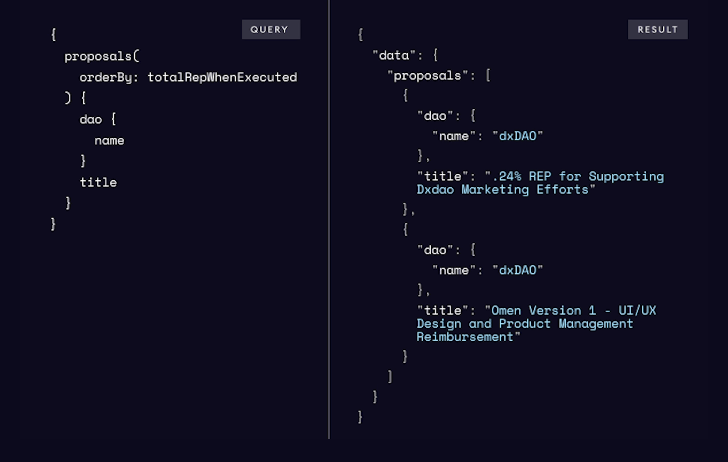 QUERY
{
proposals(
orderBy: totalRepWhenExecuted
) {
dao {
name
}
title
}
}
RESULT
{
"data": {
"proposals": [
{
"dao": {
"name": "dxDAO"
},
"title": ".24% REP for Supporting
Dxdao Marketing Efforts"
},
{
"dao": {
"name": "dxDAO"
},
"title": "Omen Version 1 - UI/UX
Design and Product Management
Reimbursement"
}
]
}
}